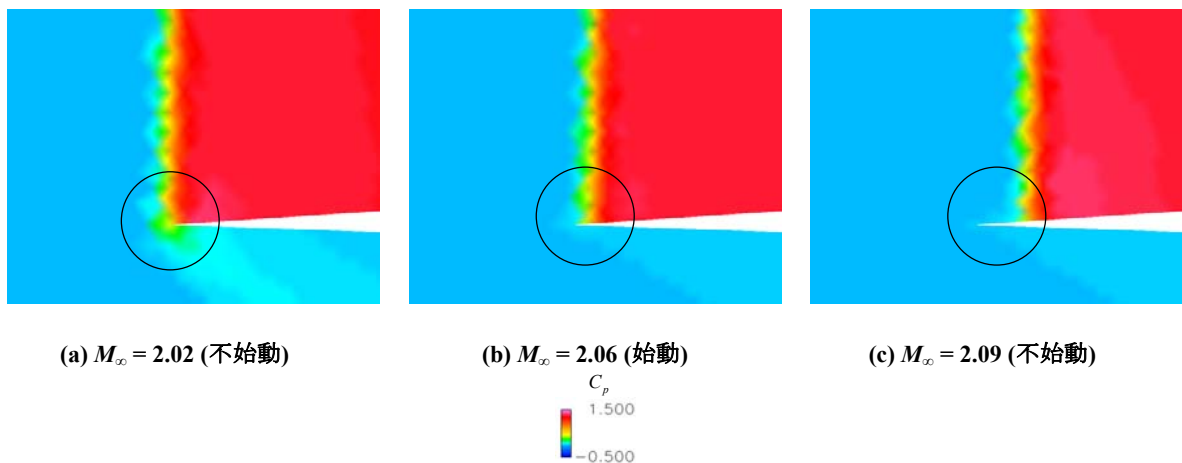 (a) M∞ = 2.02 (不始動)
(b) M∞ = 2.06 (始動)
(c) M∞ = 2.09 (不始動)
Cp
1.500
−0.500